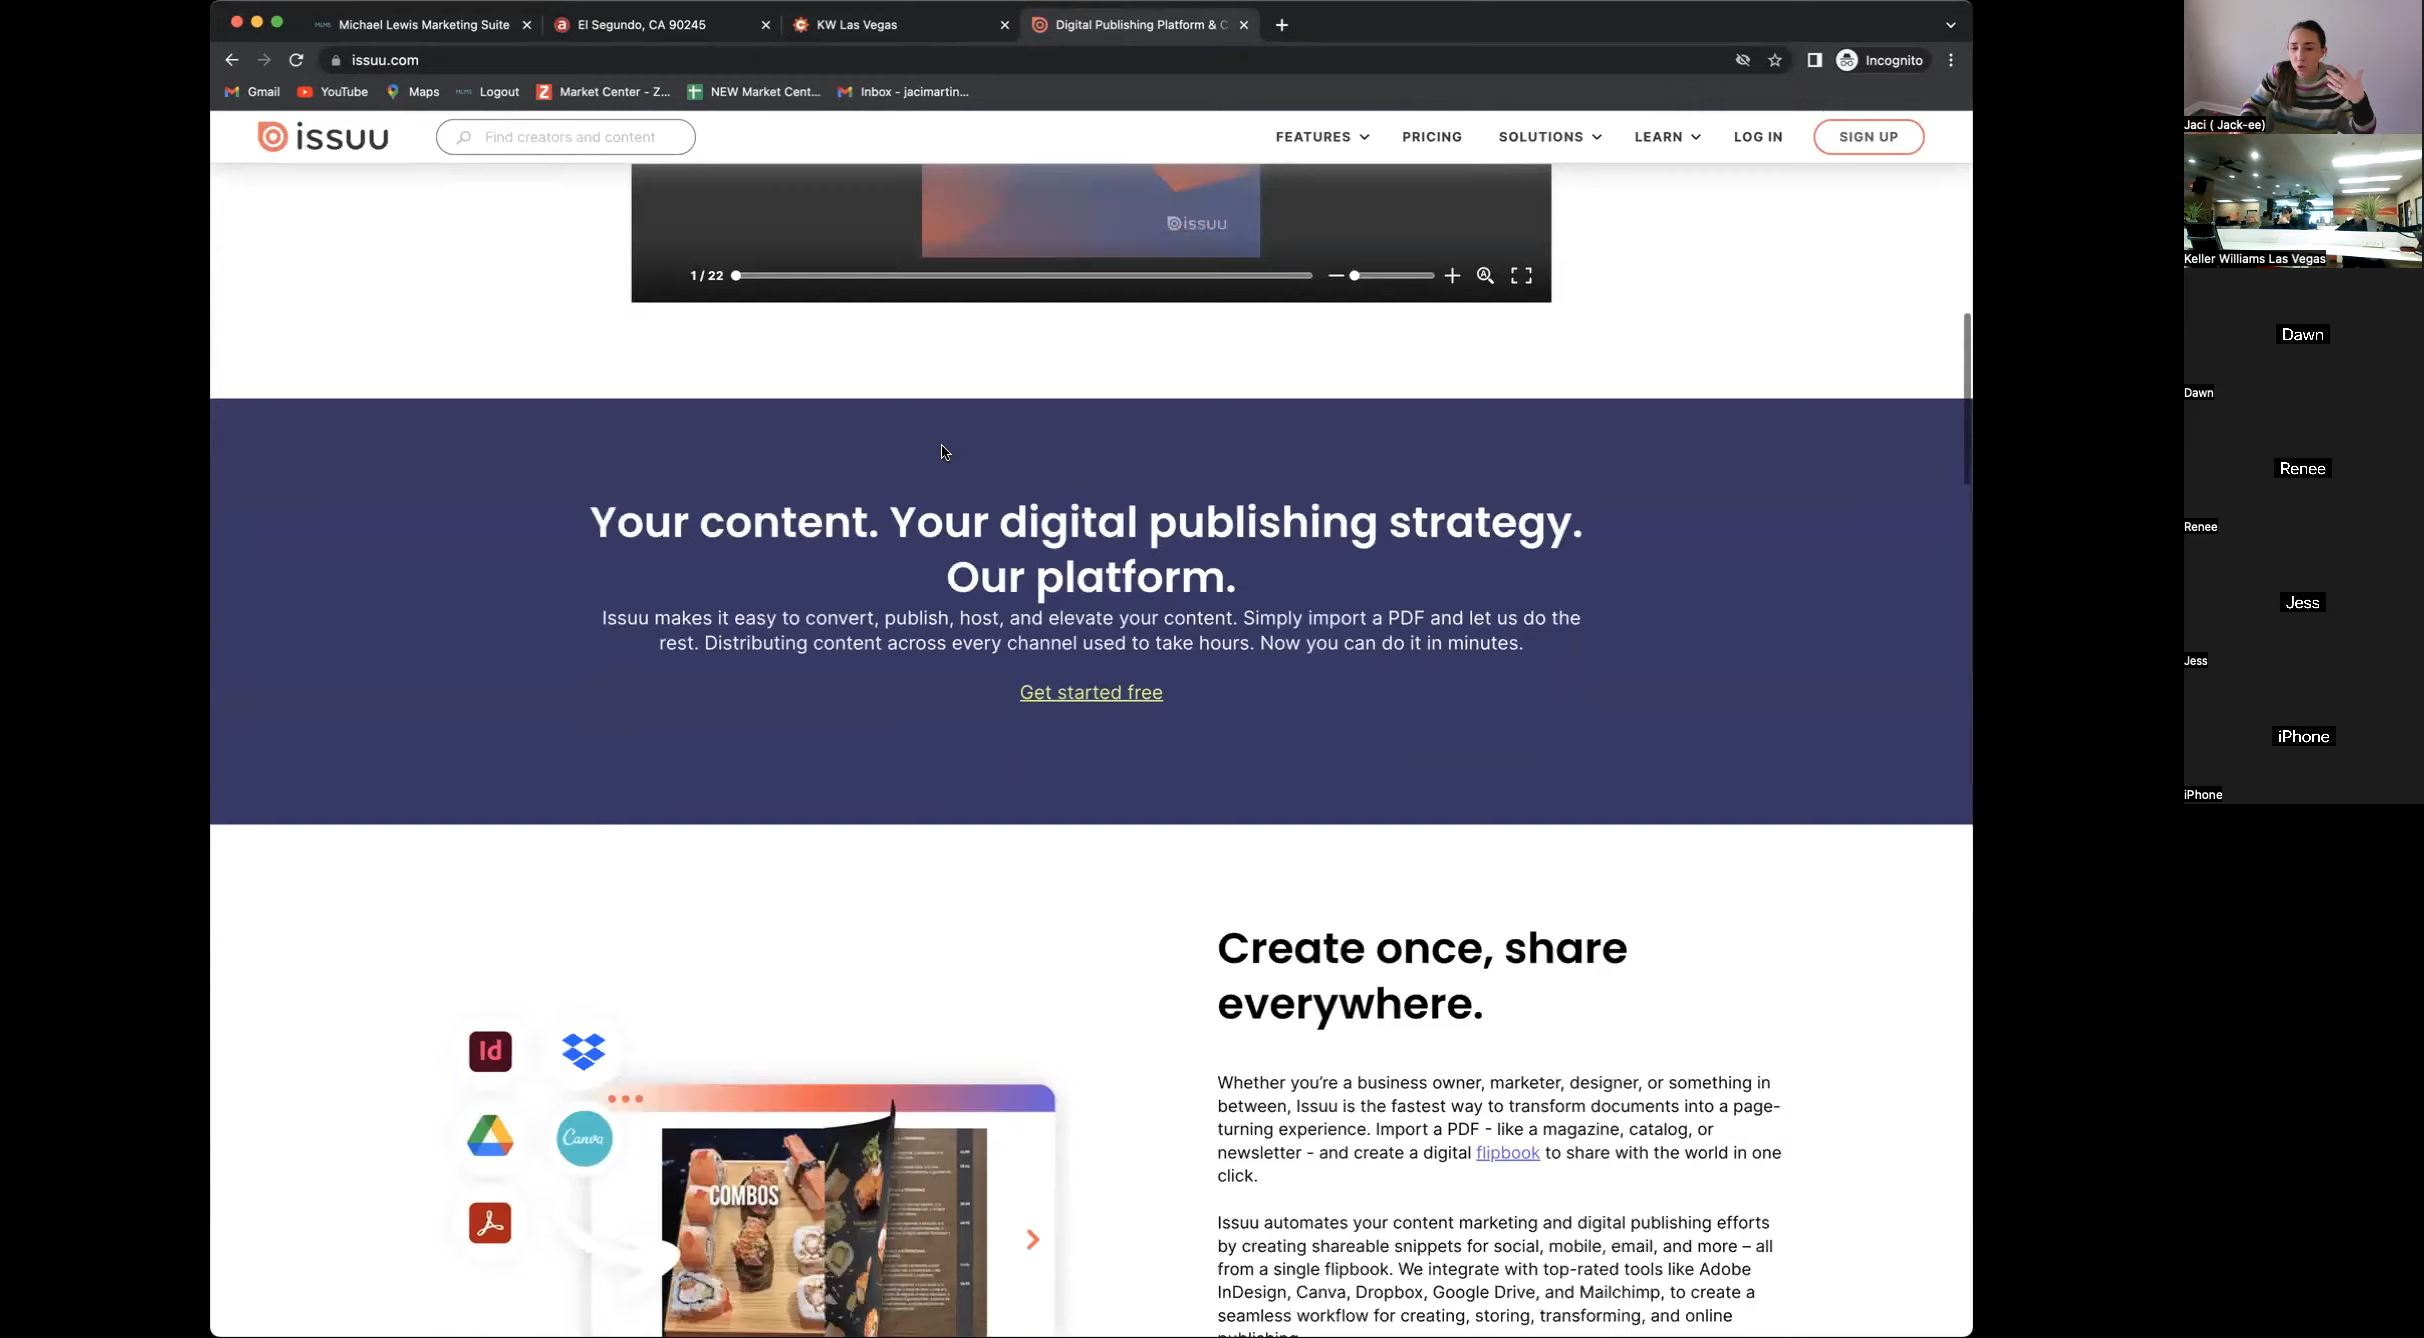 Michael Lewis Marketing Suite
El Segundo, CA 90245
KW Las Vegas
Digital Publishing Platform & C
issuu.com
Incognito
Gmail
YouTube
Maps
Logout
Market Center - Z...
NEW Market Cent...
Inbox - jacimartin...
issuu
Find creators and content
FEATURES
PRICING
SOLUTIONS
LEARN
LOG IN
SIGN UP
issuu
1 / 22
Your content. Your digital publishing strategy.
Our platform.
Issuu makes it easy to convert, publish, host, and elevate your content. Simply import a PDF and let us do the
rest. Distributing content across every channel used to take hours. Now you can do it in minutes.
Get started free
Create once, share
everywhere.
Whether you're a business owner, marketer, designer, or something in
between, Issuu is the fastest way to transform documents into a page-
turning experience. Import a PDF - like a magazine, catalog, or
newsletter - and create a digital flipbook to share with the world in one
click.
Issuu automates your content marketing and digital publishing efforts
by creating shareable snippets for social, mobile, email, and more – all
from a single flipbook. We integrate with top-rated tools like Adobe
InDesign, Canva, Dropbox, Google Drive, and Mailchimp, to create a
seamless workflow for creating, storing, transforming, and online
publishing.
Id
Canva
COMBOS
Jaci ( Jack-ee)
Keller Williams Las Vegas
Dawn
Dawn
Renee
Renee
Jess
Jess
iPhone
iPhone